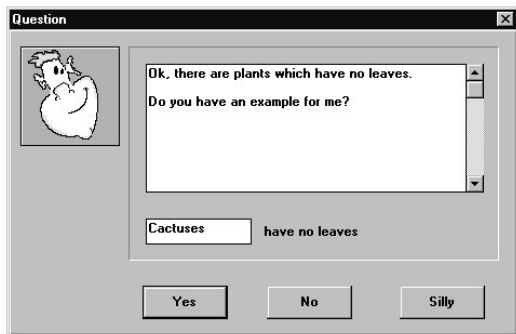 Question
Ok, there are plants which have no leaves.
Do you have an example for me?
Cactuses have no leaves
Yes No Silly